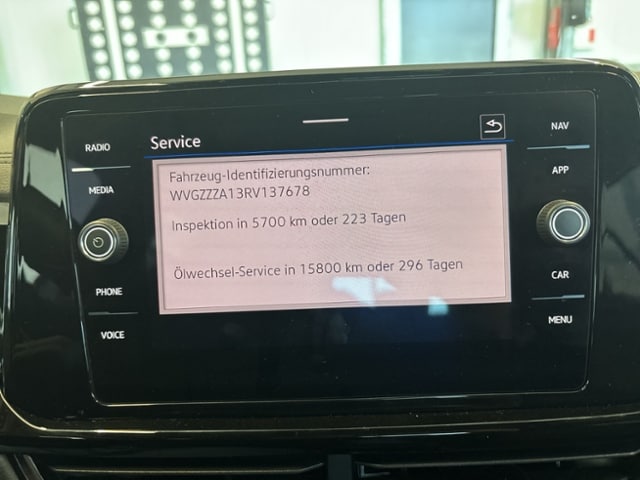 Service
RADIO
MEDIA
PHONE
VOICE
Fahrzeug-Identifizierungsnummer:
WVGZZZA13RV137678
Inspektion in 5700 km oder 223 Tagen
Ölwechsel-Service in 15800 km oder 296 Tagen
NAV
APP
CAR
MENU